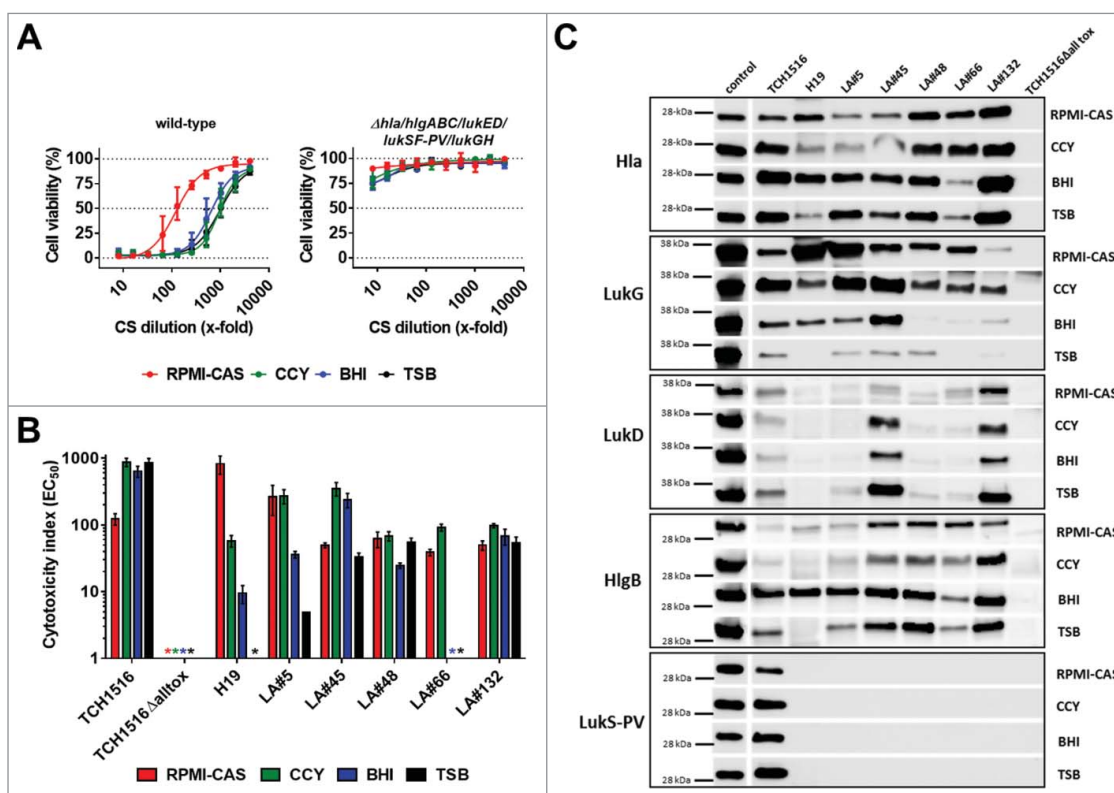 A
wild-type
Δhla/hlgABC/lukED/
lukSF-PV/lukGH
Cell viability (%)
100
75
50
25
0
10
100
1000
10000
CS dilution (x-fold)
Cell viability (%)
100
75
50
25
0
10
100
1000
10000
CS dilution (x-fold)
RPMI-CAS CCY BHI TSB
B
Cytotoxicity index (EC50)
1000
100
10
1
****
*
**
TCH1516
TCH1516Δalltox
H19
LA#5
LA#45
LA#48
LA#66
LA#132
RPMI-CAS CCY BHI TSB
C
control
TCH1516
H19
LA#5
LA#45
LA#48
LA#66
LA#132
TCH1516Δall tox
Hla
28-kDa RPMI-CAS
28-kDa CCY
28-kDa BHI
28-kDa TSB
LukG
38kDa RPMI-CAS
38 kDa CCY
38 kDa BHI
38 kDa TSB
LukD
38kDa RPMI-CAS
38 kDa CCY
38 kDa BHI
38 kDa TSB
HlgB
28 kDa RPMI-CAS
28 kDa CCY
28 kDa BHI
28 kDa TSB
LukS-PV
28 kDa RPMI-CAS
28 kDa CCY
28 kDa BHI
28 kDa TSB